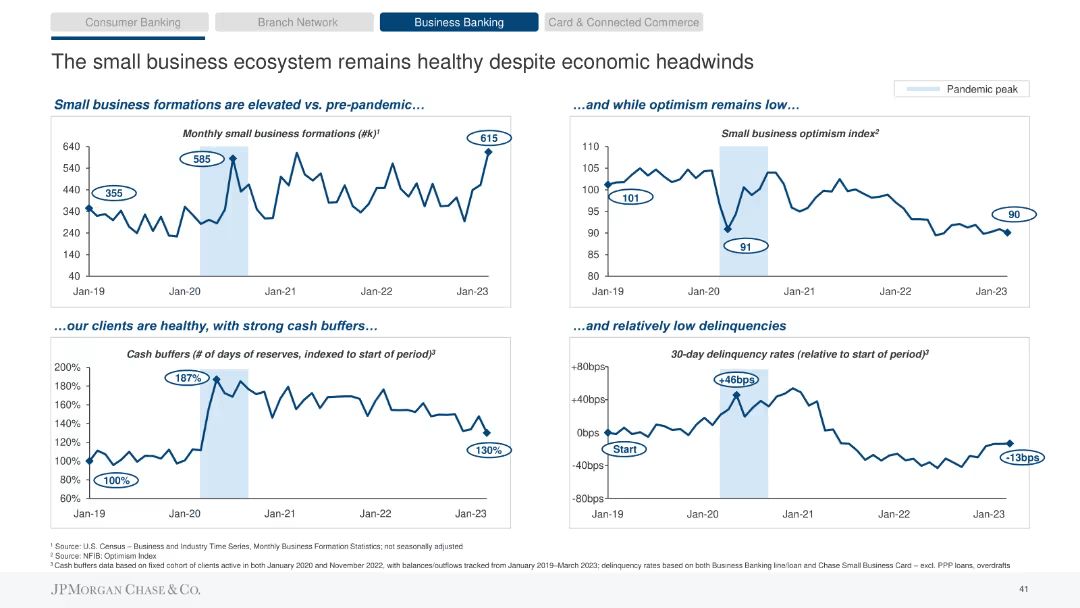 Consumer Banking
Branch Network
Business Banking
Card & Connected Commerce
The small business ecosystem remains healthy despite economic headwinds
Pandemic peak
Small business formations are elevated vs. pre-pandemic…
Monthly small business formations (#k)1
640
540
440
340
240
140
40
355
585
615
Jan-19
Jan-20
Jan-21
Jan-22
Jan-23
…and while optimism remains low…
Small business optimism index2
110
105
100
95
90
85
80
101
91
90
Jan-19
Jan-20
Jan-21
Jan-22
Jan-23
…our clients are healthy, with strong cash buffers…
Cash buffers (# of days of reserves, indexed to start of period)3
200%
180%
160%
140%
120%
100%
80%
60%
187%
100%
130%
Jan-19
Jan-20
Jan-21
Jan-22
Jan-23
…and relatively low delinquencies
30-day delinquency rates (relative to start of period)3
+80bps
+40bps
0bps
-40bps
-80bps
+46bps
Start
-13bps
Jan-19
Jan-20
Jan-21
Jan-22
Jan-23
1 Source: U.S. Census – Business and Industry Time Series, Monthly Business Formation Statistics; not seasonally adjusted
2 Source: NFIB: Optimism Index
3 Cash buffers data based on fixed cohort of clients active in both January 2020 and November 2022, with balances/outflows tracked from January 2019–March 2023; delinquency rates based on both Business Banking line/loan and Chase Small Business Card – excl. PPP loans, overdrafts
JPMORGAN CHASE & CO.
41